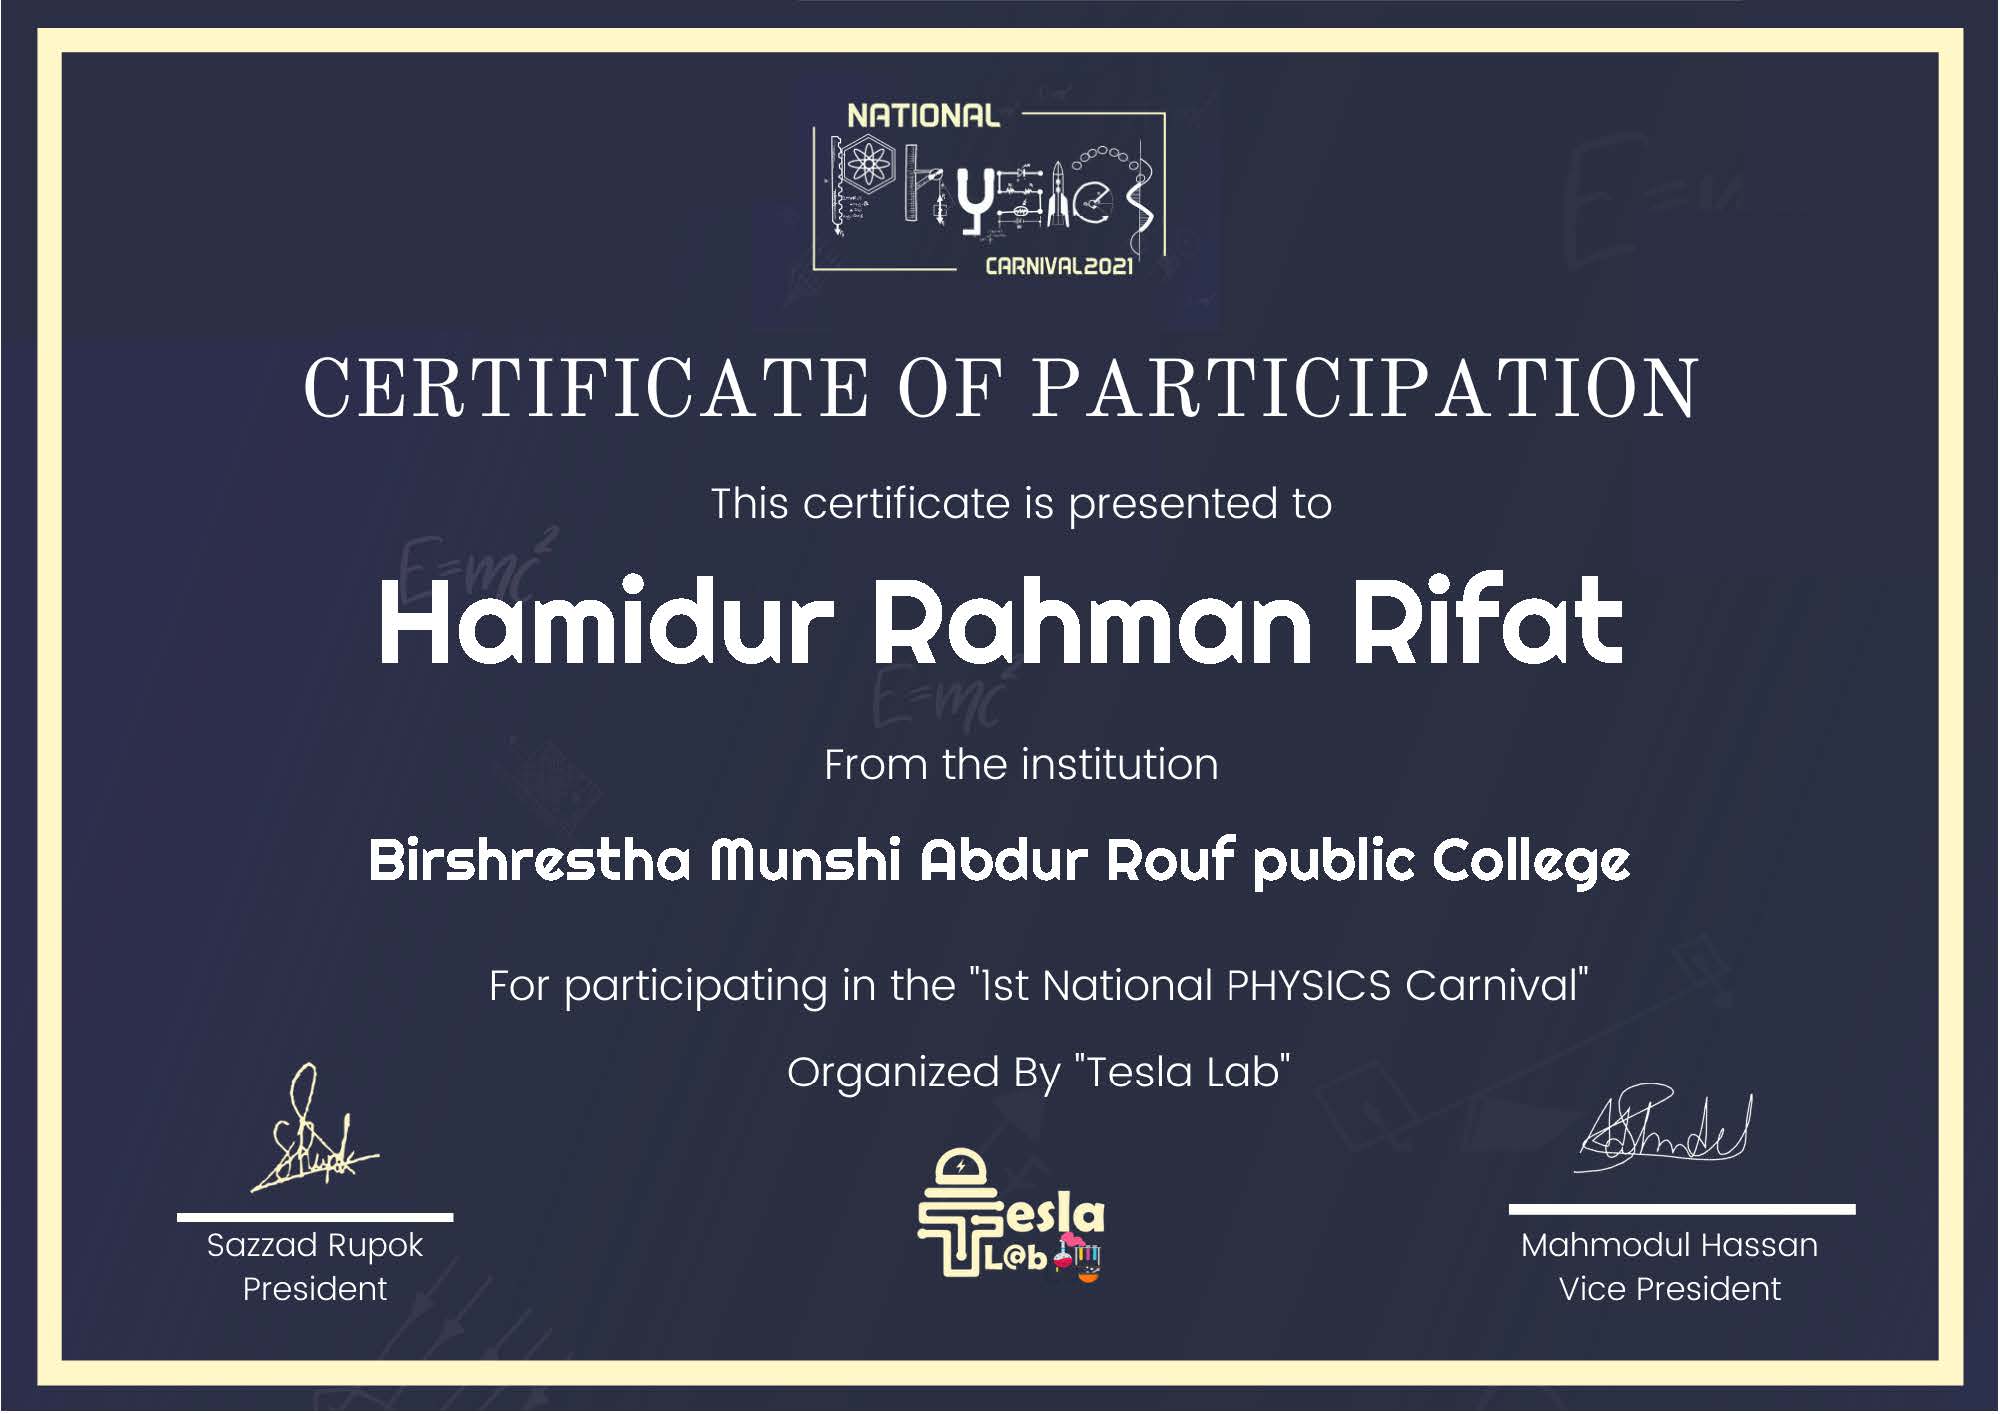 NATIONAL
Physics
CARNIVAL2021
CERTIFICATE OF PARTICIPATION
This certificate is presented to
E=mc²
Hamidur Rahman Rifat
E=mc²
From the institution
Birshrestha Munshi Abdur Rouf public College
For participating in the "1st National PHYSICS Carnival"
Organized By "Tesla Lab"
Tesla
L@b
Sazzad Rupok
President
Mahmodul Hassan
Vice President